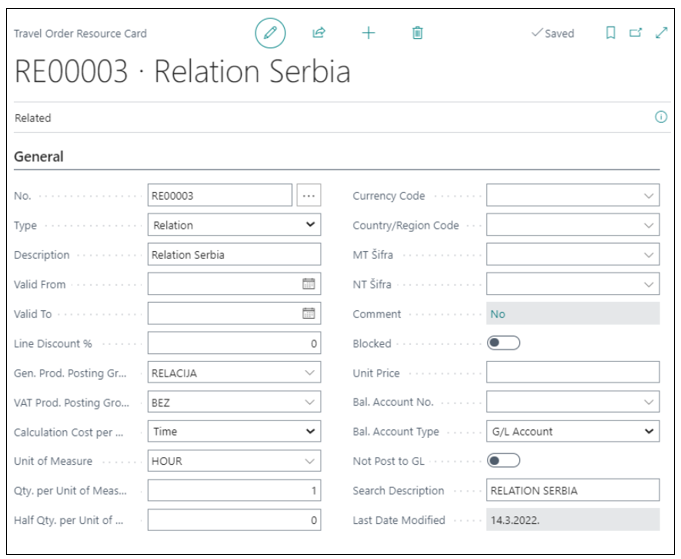 Travel Order Resource Card
Saved
RE00003 · Relation Serbia
Related
General
No.
RE00003
Type
Relation
Description
Relation Serbia
Valid From
Valid To
Line Discount %
0
Gen. Prod. Posting Gr...
RELACIJA
VAT Prod. Posting Gro...
BEZ
Calculation Cost per ...
Time
Unit of Measure
HOUR
Qty. per Unit of Meas...
1
Half Qty. per Unit of ...
0
Currency Code
Country/Region Code
MT Šifra
NT Šifra
Comment
No
Blocked
Unit Price
Bal. Account No.
Bal. Account Type
G/L Account
Not Post to GL
Search Description
RELATION SERBIA
Last Date Modified
14.3.2022.